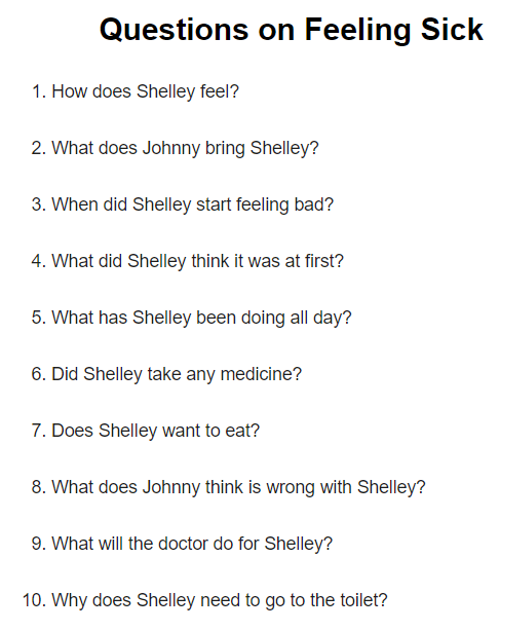 Questions on Feeling Sick
1. How does Shelley feel?
2. What does Johnny bring Shelley?
3. When did Shelley start feeling bad?
4. What did Shelley think it was at first?
5. What has Shelley been doing all day?
6. Did Shelley take any medicine?
7. Does Shelley want to eat?
8. What does Johnny think is wrong with Shelley?
9. What will the doctor do for Shelley?
10. Why does Shelley need to go to the toilet?